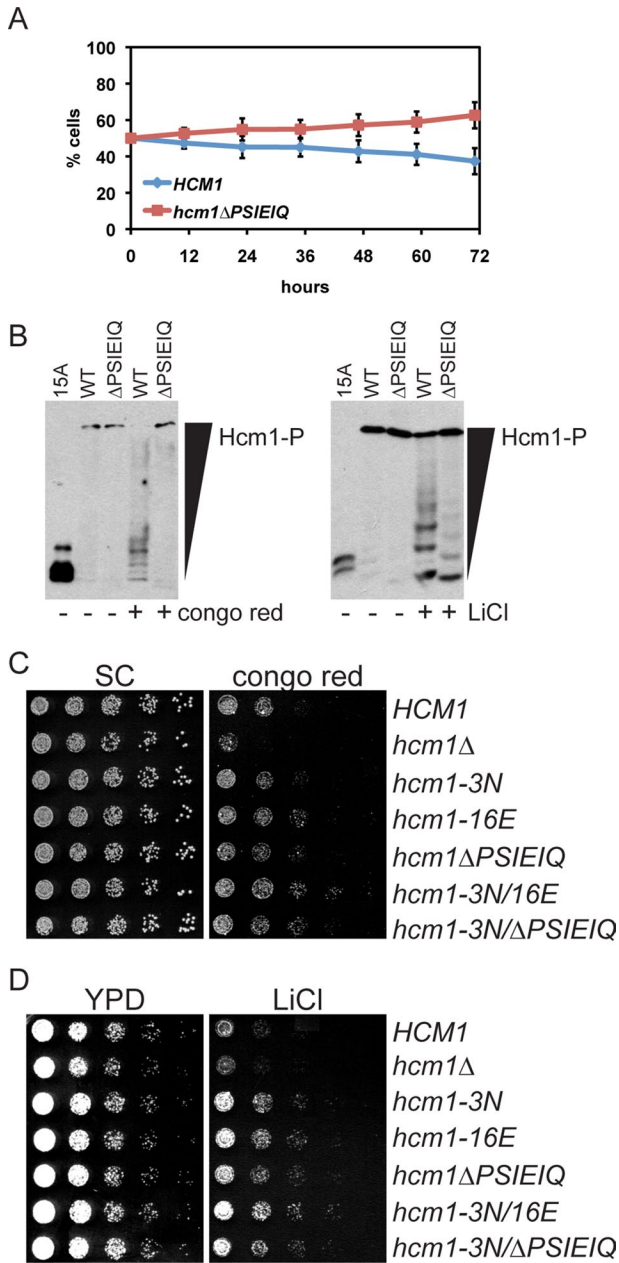 A
100
80
60
40
20
0
% cells
HCM1
hcm1ΔPSIEIQ
0 12 24 36 48 60 72
hours
B
15A WT ΔPSIEIQ WT ΔPSIEIQ
Hcm1-P
- - - + + congo red
15A WT ΔPSIEIQ WT ΔPSIEIQ
Hcm1-P
- - - + + LiCl
C
SC congo red
HCM1
hcm1Δ
hcm1-3N
hcm1-16E
hcm1ΔPSIEIQ
hcm1-3N/16E
hcm1-3N/ΔPSIEIQ
D
YPD LiCl
HCM1
hcm1Δ
hcm1-3N
hcm1-16E
hcm1ΔPSIEIQ
hcm1-3N/16E
hcm1-3N/ΔPSIEIQ